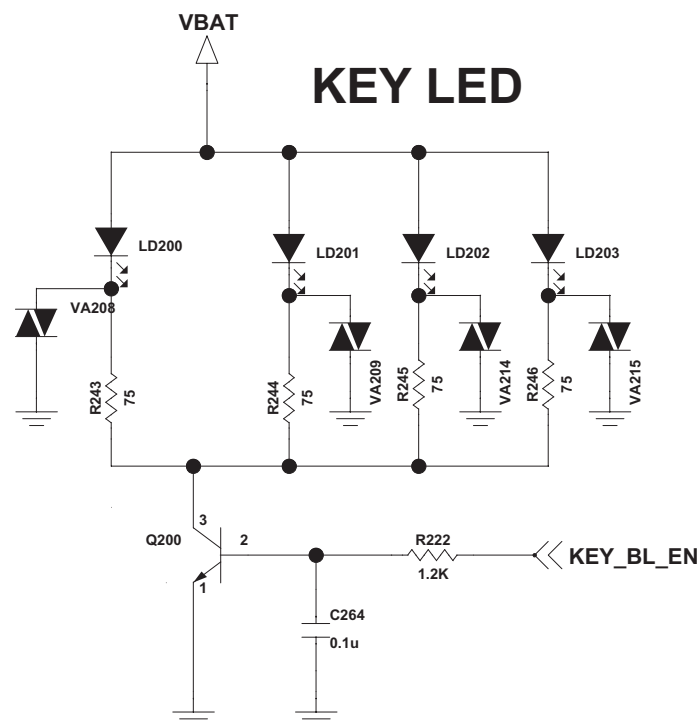 VBAT
KEY LED
LD200
LD201
LD202
LD203
VA208
R243
75
R244
75
VA209
R245
75
VA214
R246
75
VA215
3
Q200
2
1
R222
1.2K
KEY_BL_EN
C264
0.1u